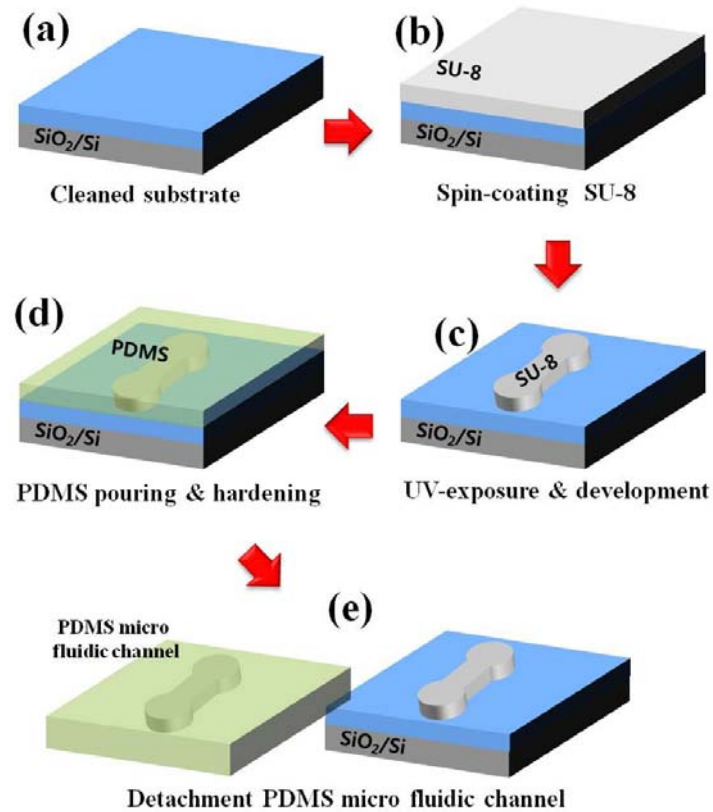 (a)
SiO₂/Si
Cleaned substrate
(b)
SU-8
SiO₂/Si
Spin-coating SU-8
(c)
SU-8
SiO₂/Si
UV-exposure & development
(d)
PDMS
SiO₂/Si
PDMS pouring & hardening
(e)
PDMS micro
fluidic channel
SiO₂/Si
Detachment PDMS micro fluidic channel